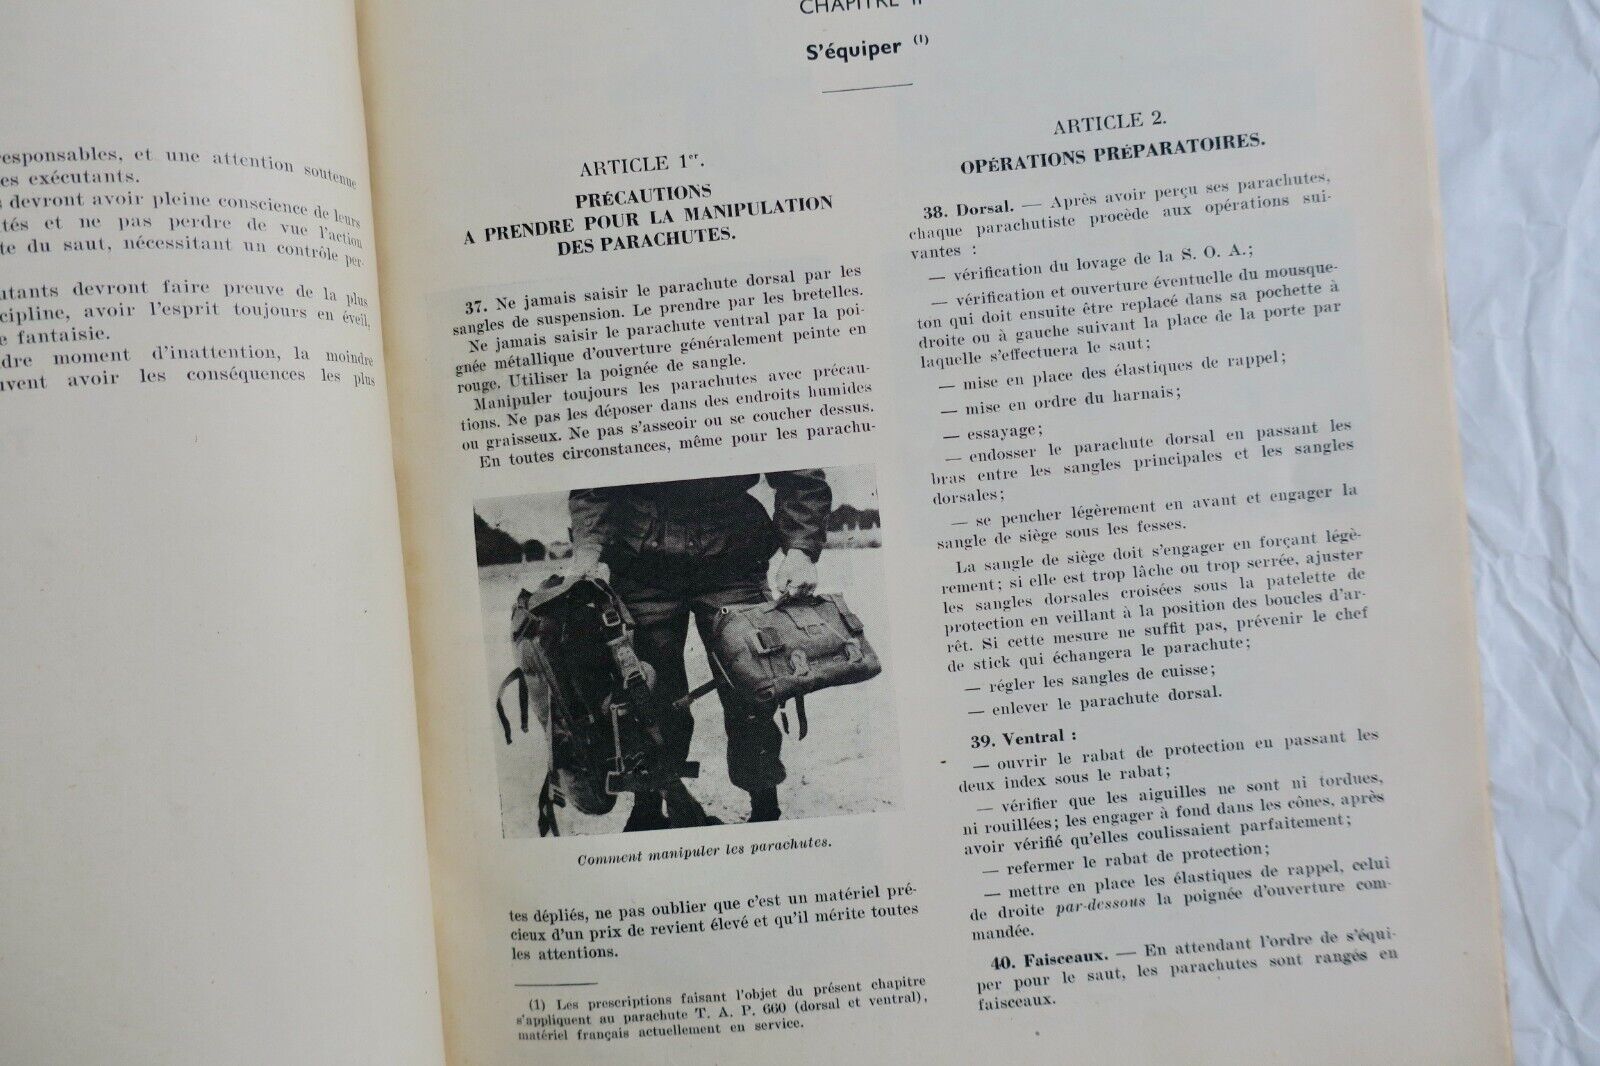 responsables, et une attention soutenue
es exécutants.
devront avoir pleine conscience de leurs
tés et ne pas perdre de vue l'action
te du saut, nécessitant un contrôle per-
utants devront faire preuve de la plus
cipline, avoir l'esprit toujours en éveil,
e fantaisie.
dre moment d'inattention, la moindre
uvent avoir les conséquences les plus
CHAPITRE II
S'équiper (1)
ARTICLE 1er.
PRÉCAUTIONS
A PRENDRE POUR LA MANIPULATION
DES PARACHUTES.
37. Ne jamais saisir le parachute dorsal par les
sangles de suspension. Le prendre par les bretelles.
Ne jamais saisir le parachute ventral par la poi-
gnée métallique d'ouverture généralement peinte en
rouge. Utiliser la poignée de sangle.
Manipuler toujours les parachutes avec précau-
tions. Ne pas les déposer dans des endroits humides
ou graisseux. Ne pas s'asseoir ou se coucher dessus.
En toutes circonstances, même pour les parachu-
Comment manipuler les parachutes.
tes dépliés, ne pas oublier que c'est un matériel pré-
cieux d'un prix de revient élevé et qu'il mérite toutes
les attentions.
(1) Les prescriptions faisant l'objet du présent chapitre
s'appliquent au parachute T. A. P. 660 (dorsal et ventral),
matériel français actuellement en service.
ARTICLE 2.
OPÉRATIONS PRÉPARATOIRES.
38. Dorsal. — Après avoir perçu ses parachutes,
chaque parachutiste procède aux opérations sui-
vantes :
— vérification du lovage de la S. O. A.;
— vérification et ouverture éventuelle du mousque-
ton qui doit ensuite être replacé dans sa pochette à
droite ou à gauche suivant la place de la porte par
laquelle s'effectuera le saut;
— mise en place des élastiques de rappel;
— mise en ordre du harnais;
— essayage;
— endosser le parachute dorsal en passant les
bras entre les sangles principales et les sangles
dorsales;
— se pencher légèrement en avant et engager la
sangle de siège sous les fesses.
La sangle de siège doit s'engager en forçant légè-
rement; si elle est trop lâche ou trop serrée, ajuster
les sangles dorsales croisées sous la patelette de
protection en veillant à la position des boucles d'ar-
rêt. Si cette mesure ne suffit pas, prévenir le chef
de stick qui échangera le parachute;
— régler les sangles de cuisse;
— enlever le parachute dorsal.
39. Ventral :
— ouvrir le rabat de protection en passant les
deux index sous le rabat;
— vérifier que les aiguilles ne sont ni tordues,
ni rouillées; les engager à fond dans les cônes, après
avoir vérifié qu'elles coulissaient parfaitement;
— refermer le rabat de protection;
— mettre en place les élastiques de rappel, celui
de droite par-dessous la poignée d'ouverture com-
mandée.
40. Faisceaux. — En attendant l'ordre de s'équi-
per pour le saut, les parachutes sont rangés en
faisceaux.